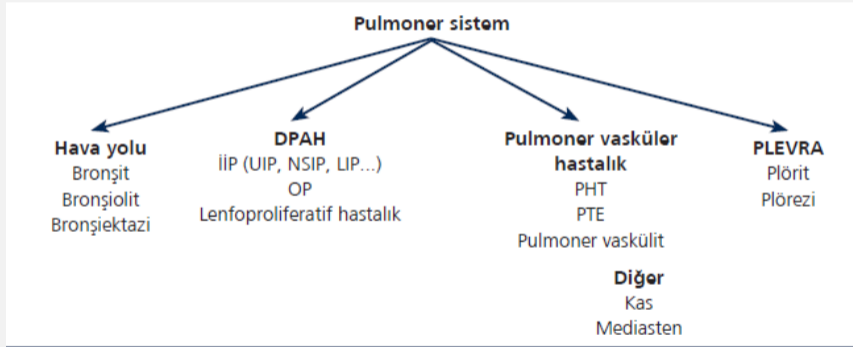 Pulmoner sistem
Hava yolu
Bronşit
Bronşiolit
Bronşiektazi
DPAH
İİP (UIP, NSIP, LIP...)
OP
Lenfoproliferatif hastalık
Pulmoner vasküler
hastalık
PHT
PTE
Pulmoner vaskülit
Diğer
Kas
Mediasten
PLEVRA
Plörit
Plörezi